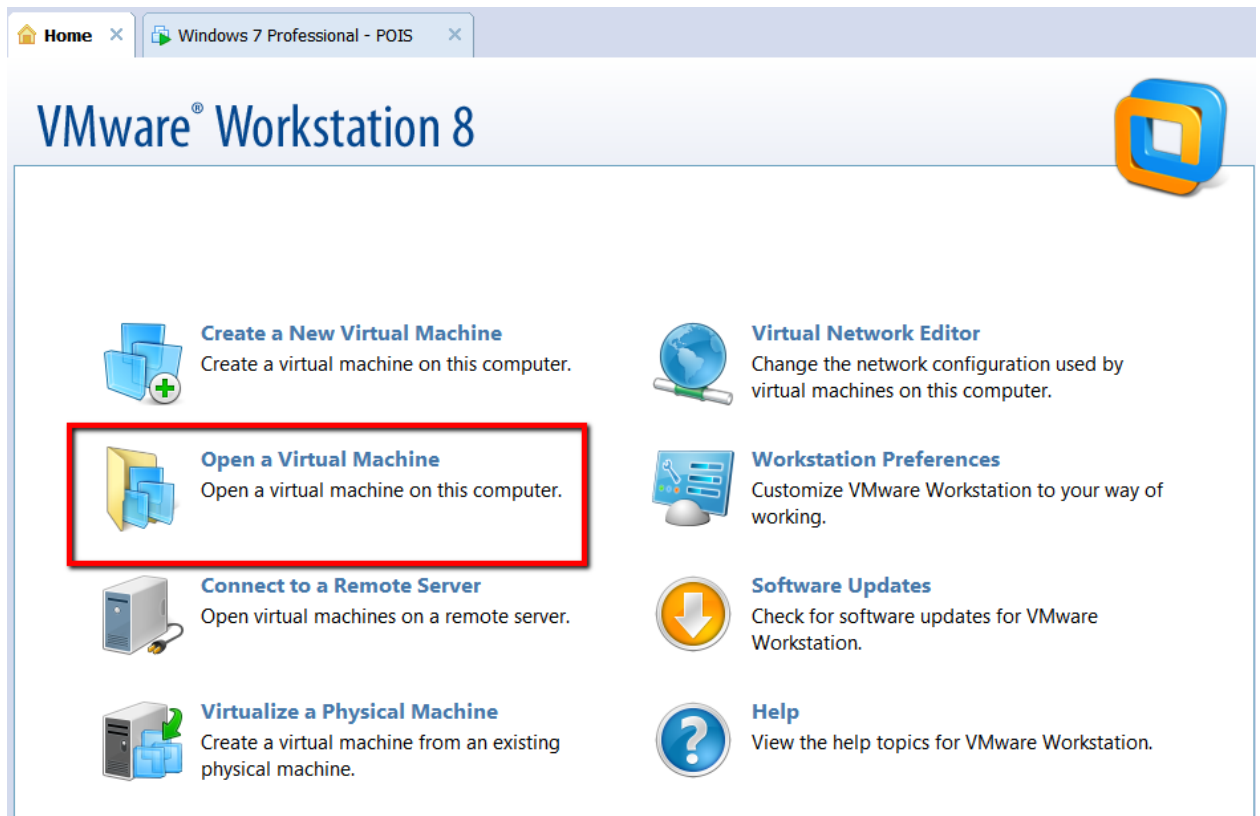 Home
Windows 7 Professional - POIS
VMware® Workstation 8
Create a New Virtual Machine
Create a virtual machine on this computer.
Open a Virtual Machine
Open a virtual machine on this computer.
Connect to a Remote Server
Open virtual machines on a remote server.
Virtualize a Physical Machine
Create a virtual machine from an existing
physical machine.
Virtual Network Editor
Change the network configuration used by
virtual machines on this computer.
Workstation Preferences
Customize VMware Workstation to your way of
working.
Software Updates
Check for software updates for VMware
Workstation.
Help
View the help topics for VMware Workstation.